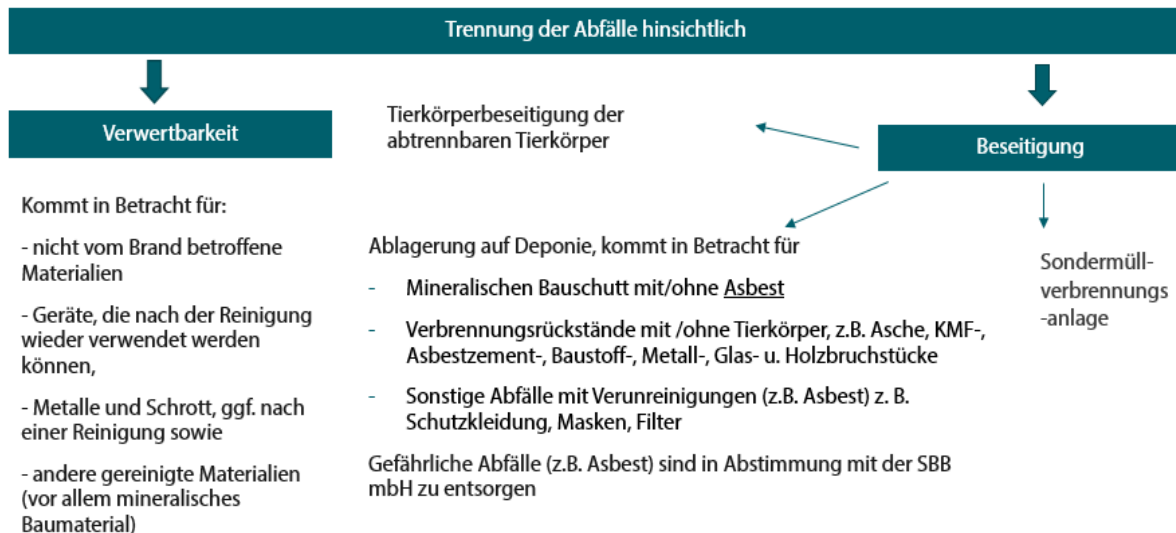 Trennung der Abfälle hinsichtlich
Verwertbarkeit
Kommt in Betracht für:
- nicht vom Brand betroffene
Materialien
- Geräte, die nach der Reinigung
wieder verwendet werden
können,
- Metalle und Schrott, ggf. nach
einer Reinigung sowie
- andere gereinigte Materialien
(vor allem mineralisches
Baumaterial)
Tierkörperbeseitigung der
abtrennbaren Tierkörper
Beseitigung
Ablagerung auf Deponie, kommt in Betracht für
- Mineralischen Bauschutt mit/ohne Asbest
- Verbrennungsrückstände mit /ohne Tierkörper, z.B. Asche, KMF-,
Asbestzement-, Baustoff-, Metall-, Glas- u. Holzbruchstücke
- Sonstige Abfälle mit Verunreinigungen (z.B. Asbest) z. B.
Schutzkleidung, Masken, Filter
Gefährliche Abfälle (z.B. Asbest) sind in Abstimmung mit der SBB
mbH zu entsorgen
Sondermüll-
verbrennungs
-anlage